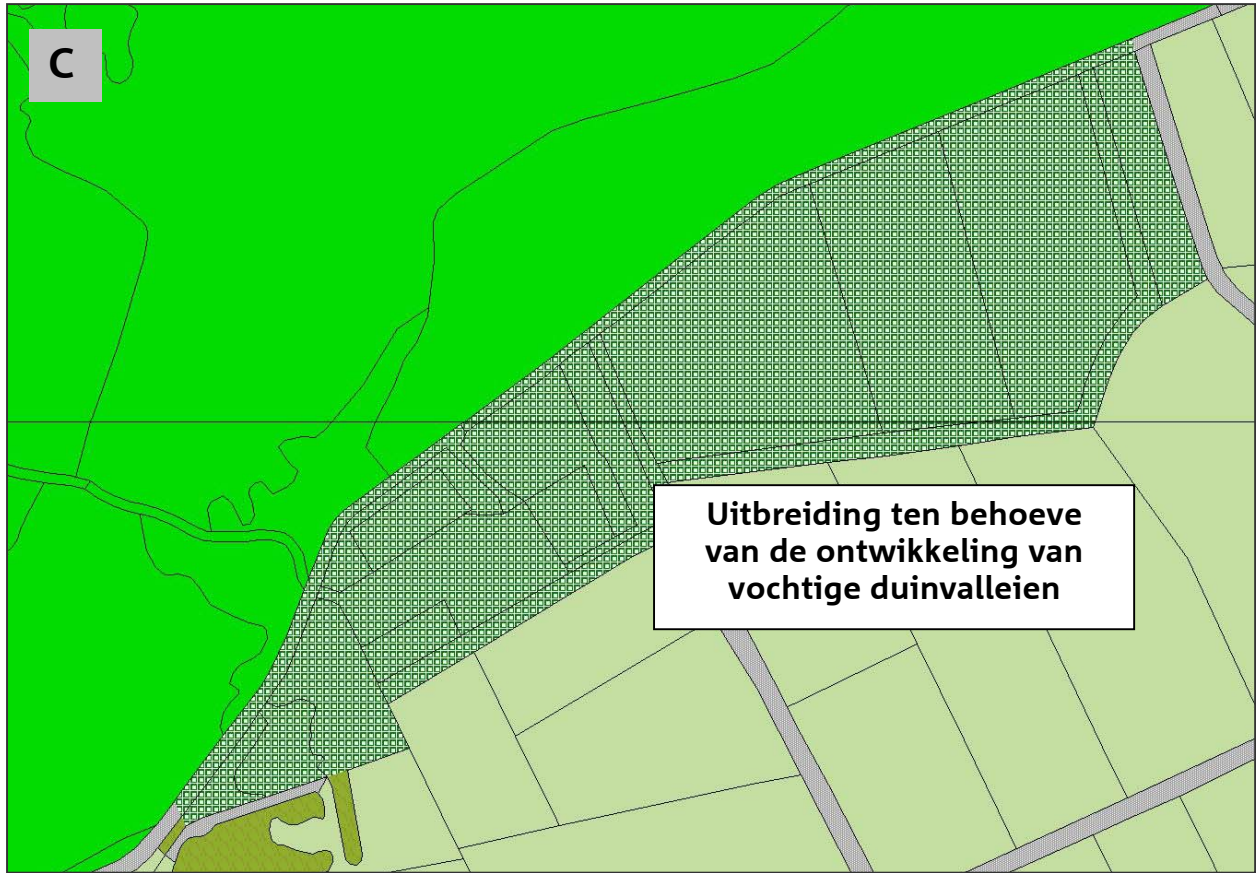 C
Uitbreiding ten behoeve
van de ontwikkeling van
vochtige duinvalleien